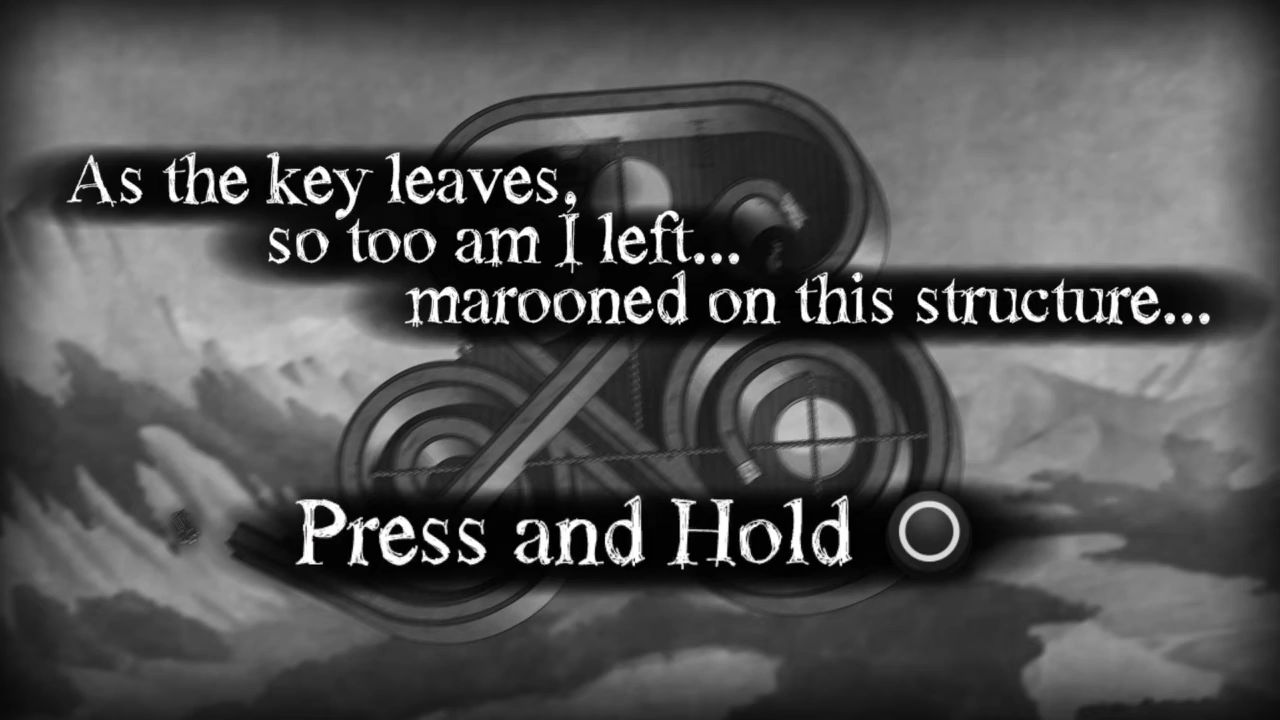 As the key leaves,
so too am I left...
marooned on this structure...
Press and Hold